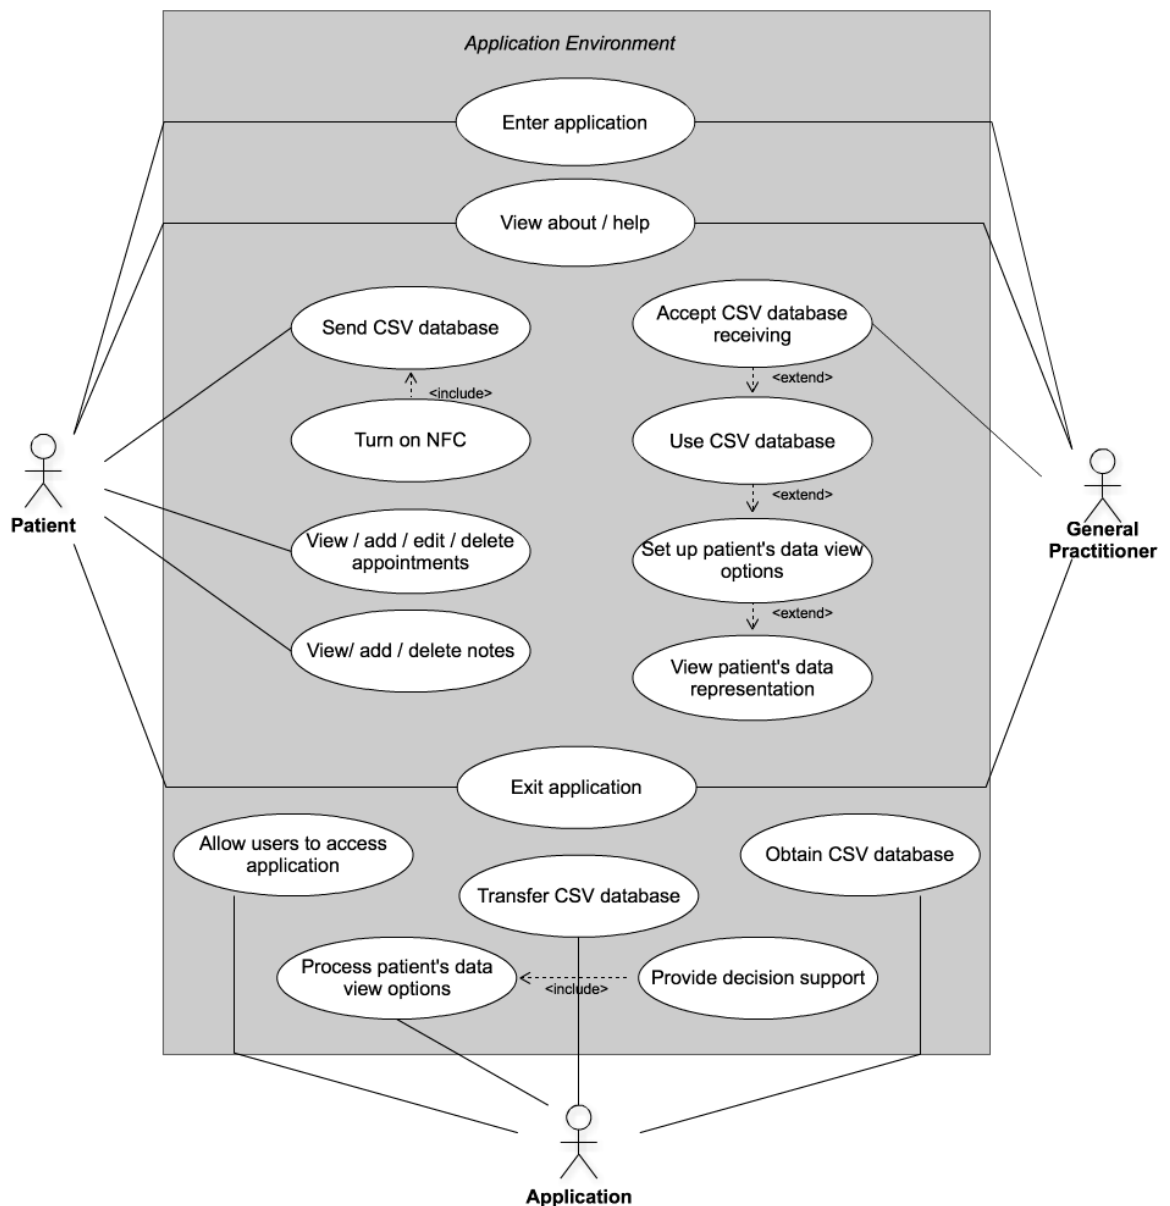 Application Environment
Enter application
View about / help
Send CSV database
Accept CSV database
receiving
<include>
<extend>
Turn on NFC
Use CSV database
<extend>
Patient
General
Practitioner
View / add / edit / delete
appointments
Set up patient's data view
options
<extend>
View/ add / delete notes
View patient's data
representation
Exit application
Allow users to access
application
Obtain CSV database
Transfer CSV database
Process patient's data
view options
<include>
Provide decision support
Application